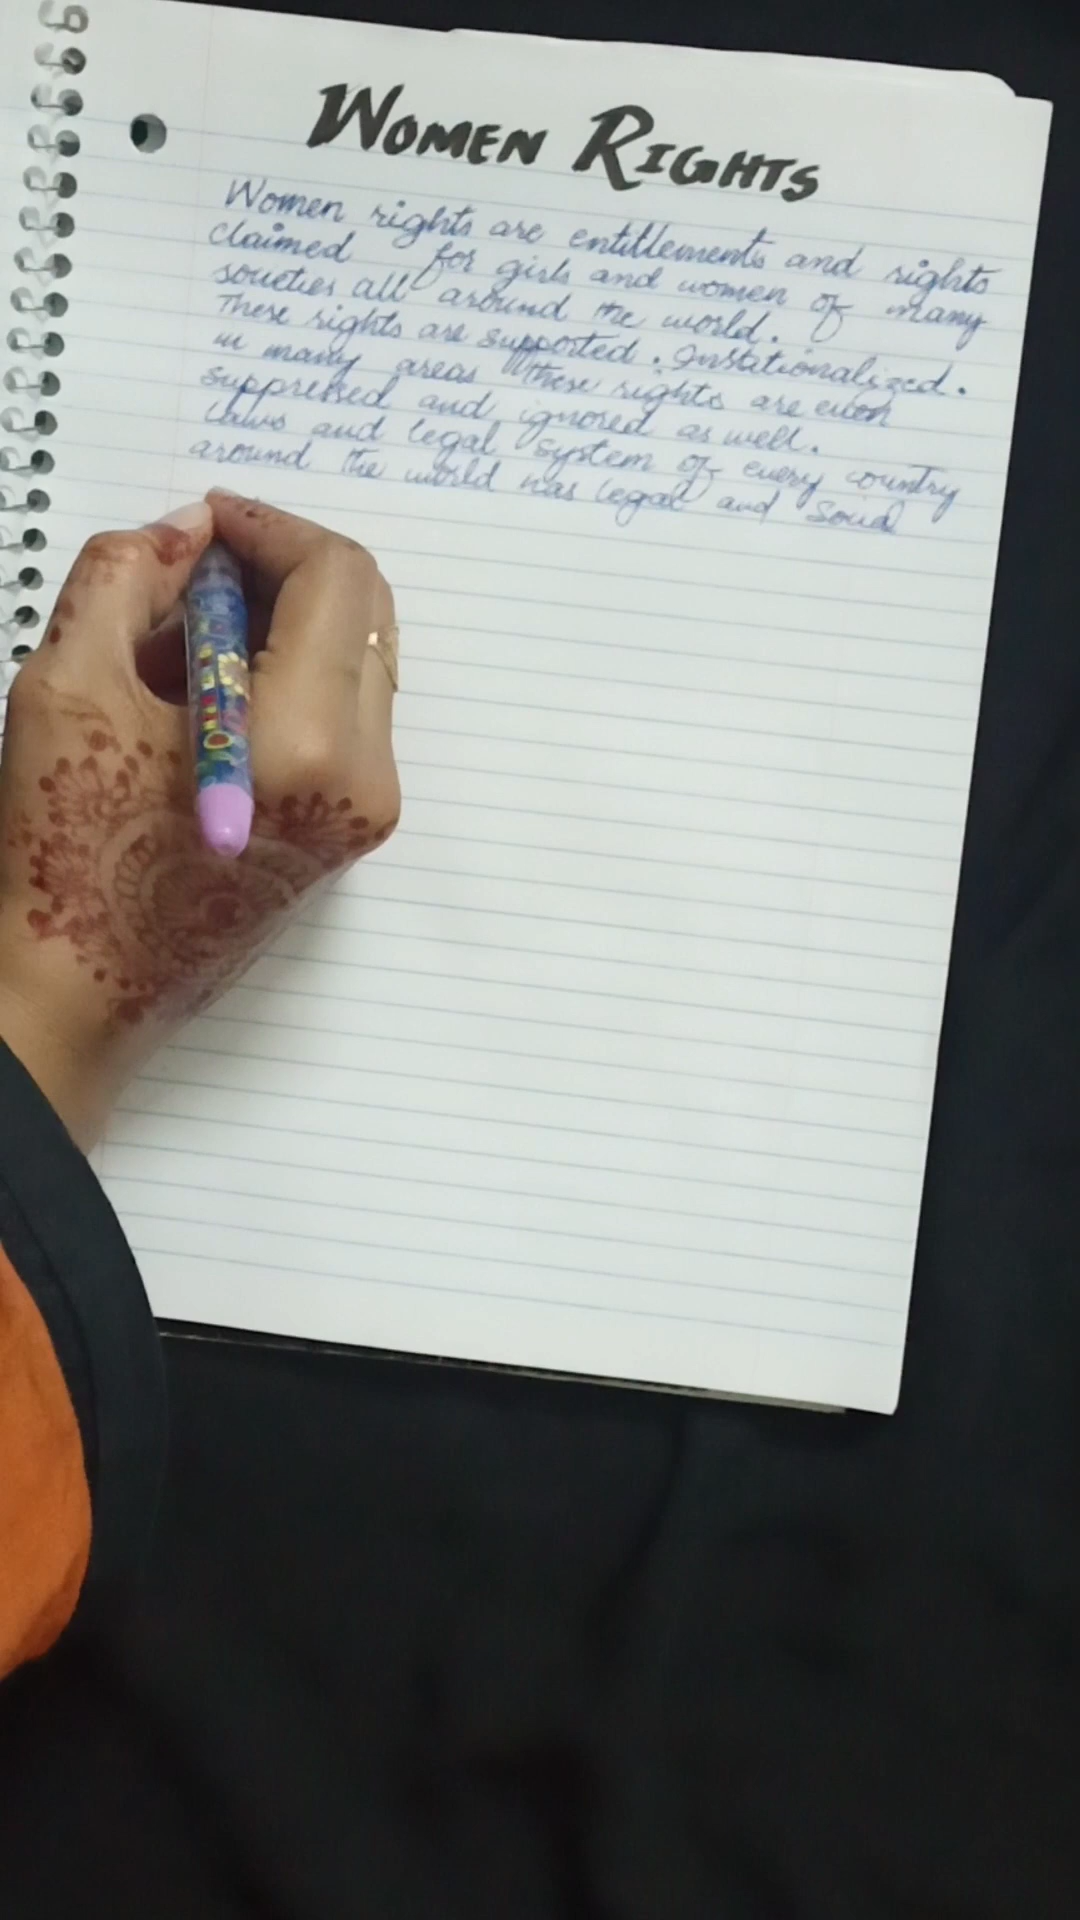 WOMEN RIGHTS
Women rights are entitlements and rights
claimed for girls and women of many
societies all around the world.
These rights are supported. Instationalized.
in many areas these rights are even
suppressed and ignored as well.
Laws and legal system of every country
around the world has legal and Social